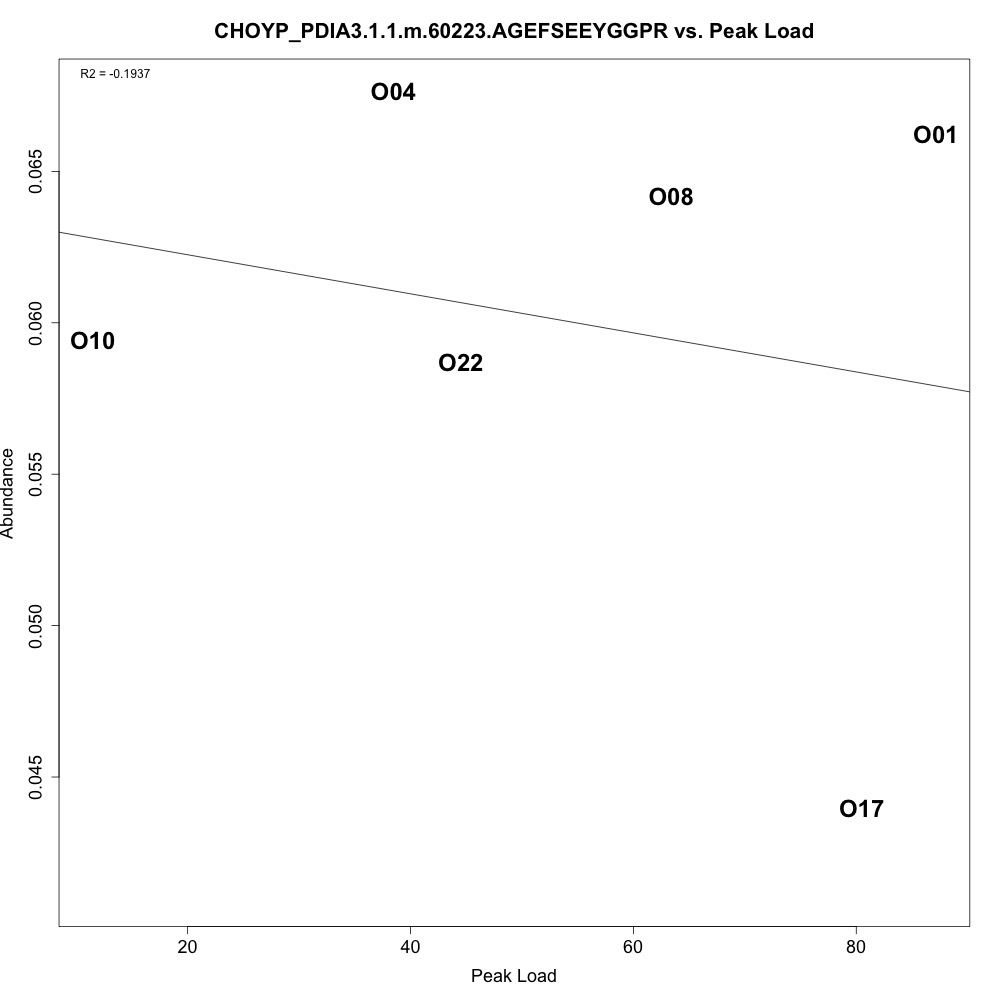 CHOYP_PDIA3.1.1.m.60223.AGEFSEEYGGPR vs. Peak Load
R2 = -0.1937
O04
O01
O08
O10
O22
O17
Abundance
0.065
0.060
0.055
0.050
0.045
20 40 60 80
Peak Load